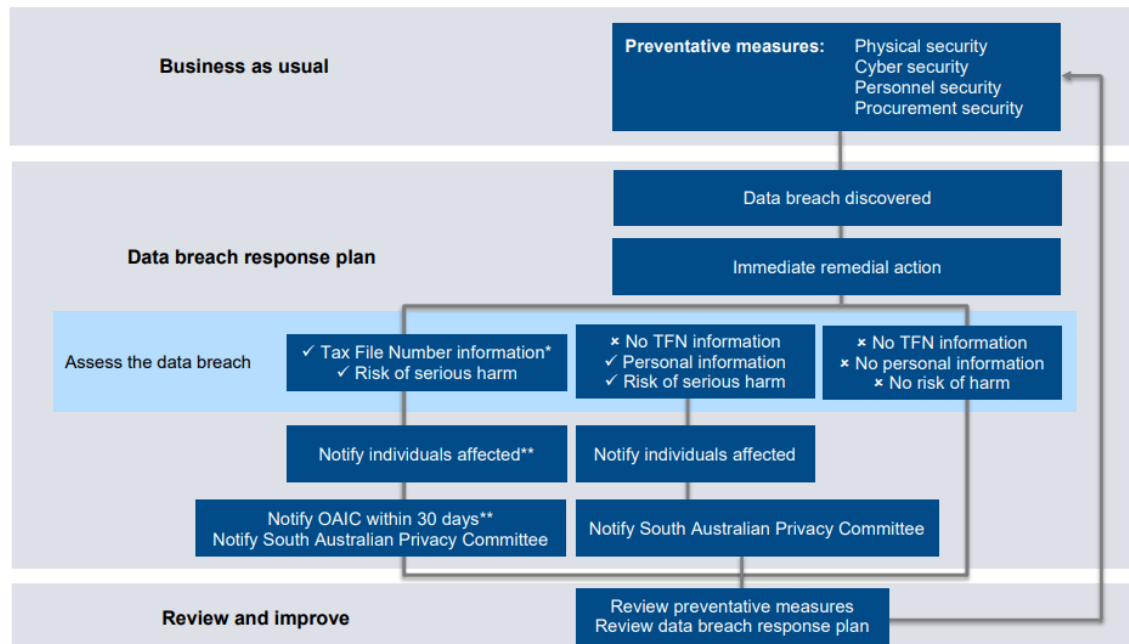 Business as usual
Preventative measures: Physical security
Cyber security
Personnel security
Procurement security
Data breach response plan
Data breach discovered
Immediate remedial action
Assess the data breach
✓ Tax File Number information*
✓ Risk of serious harm
× No TFN information
✓ Personal information
✓ Risk of serious harm
× No TFN information
× No personal information
× No risk of harm
Notify individuals affected**
Notify individuals affected
Notify OAIC within 30 days**
Notify South Australian Privacy Committee
Notify South Australian Privacy Committee
Review and improve
Review preventative measures
Review data breach response plan